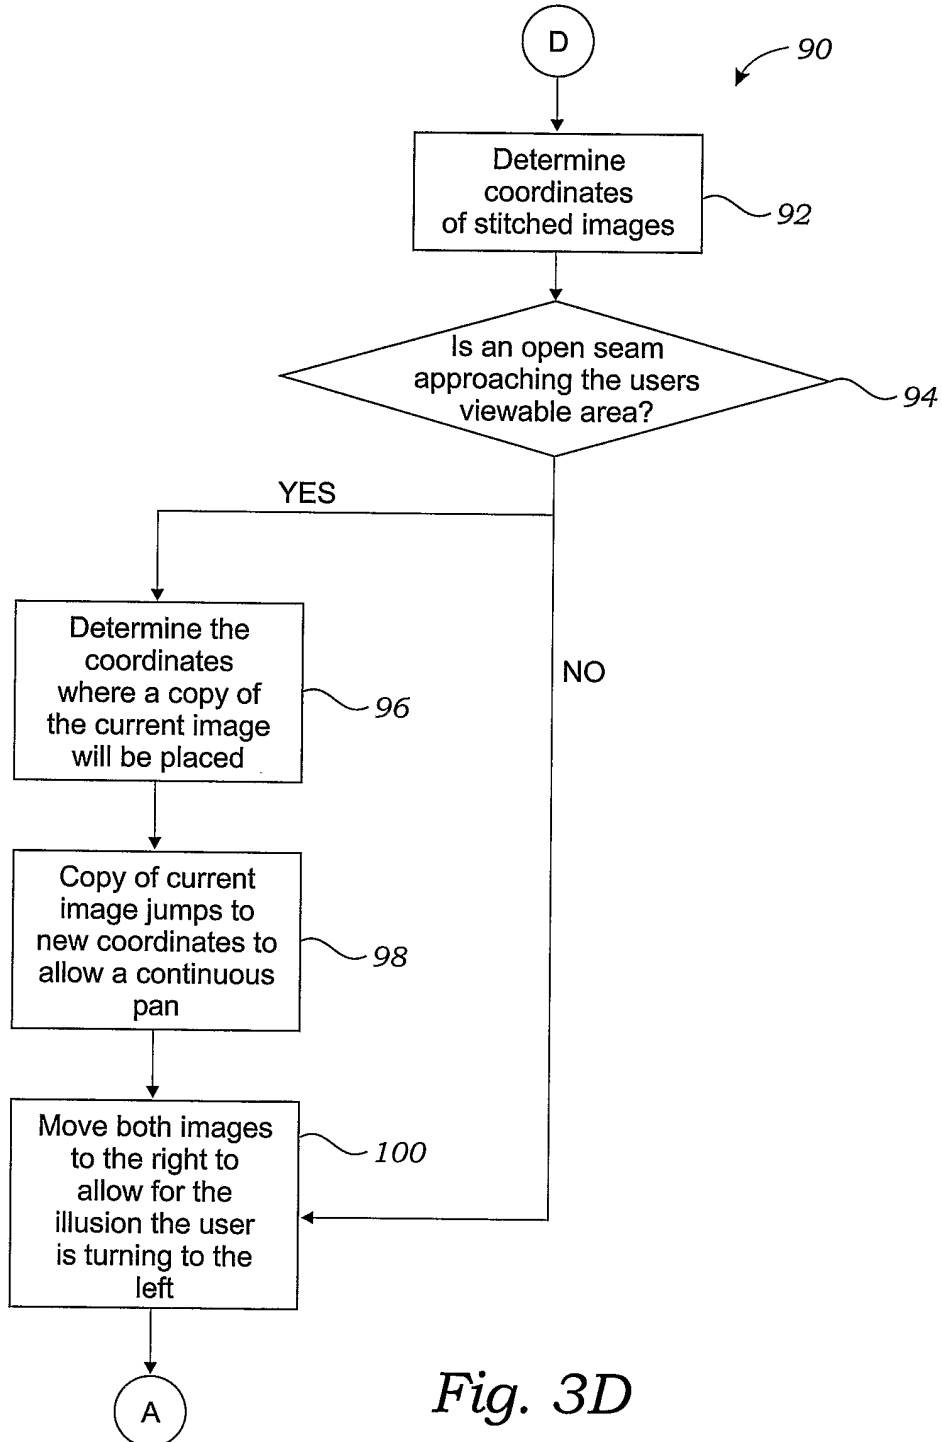 D
90
Determine
coordinates
of stitched images
92
Is an open seam
approaching the users
viewable area?
94
YES
NO
Determine the
coordinates
where a copy of
the current image
will be placed
96
Copy of current
image jumps to
new coordinates to
allow a continuous
pan
98
Move both images
to the right to
allow for the
illusion the user
is turning to the
left
100
A
Fig. 3D